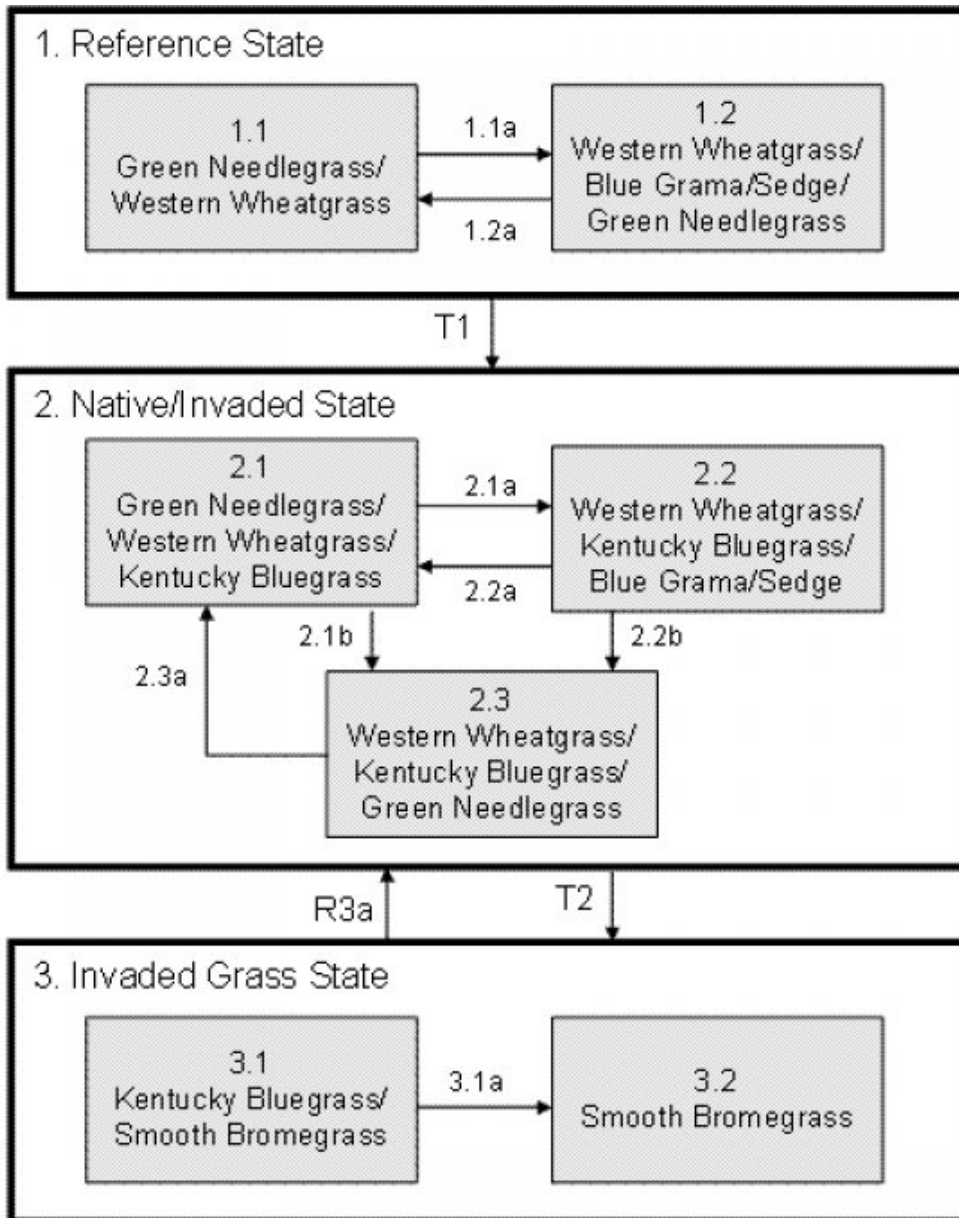 1. Reference State
1.1
Green Needlegrass/
Western Wheatgrass
1.1a
1.2a
1.2
Western Wheatgrass/
Blue Grama/Sedge/
Green Needlegrass
T1
2. Native/Invaded State
2.1
Green Needlegrass/
Western Wheatgrass/
Kentucky Bluegrass
2.1a
2.2a
2.2
Western Wheatgrass/
Kentucky Bluegrass/
Blue Grama/Sedge
2.3a
2.1b
2.2b
2.3
Western Wheatgrass/
Kentucky Bluegrass/
Green Needlegrass
R3a
T2
3. Invaded Grass State
3.1
Kentucky Bluegrass/
Smooth Bromegrass
3.1a
3.2
Smooth Bromegrass